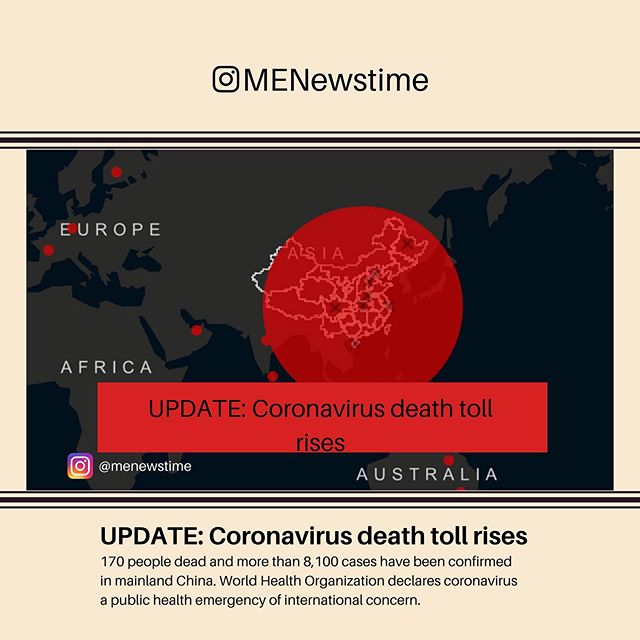 MENewstime
EUROPE
ASIA
AFRICA
UPDATE: Coronavirus death toll
rises
@menewstime
AUSTRALIA
UPDATE: Coronavirus death toll rises
170 people dead and more than 8,100 cases have been confirmed
in mainland China. World Health Organization declares coronavirus
a public health emergency of international concern.